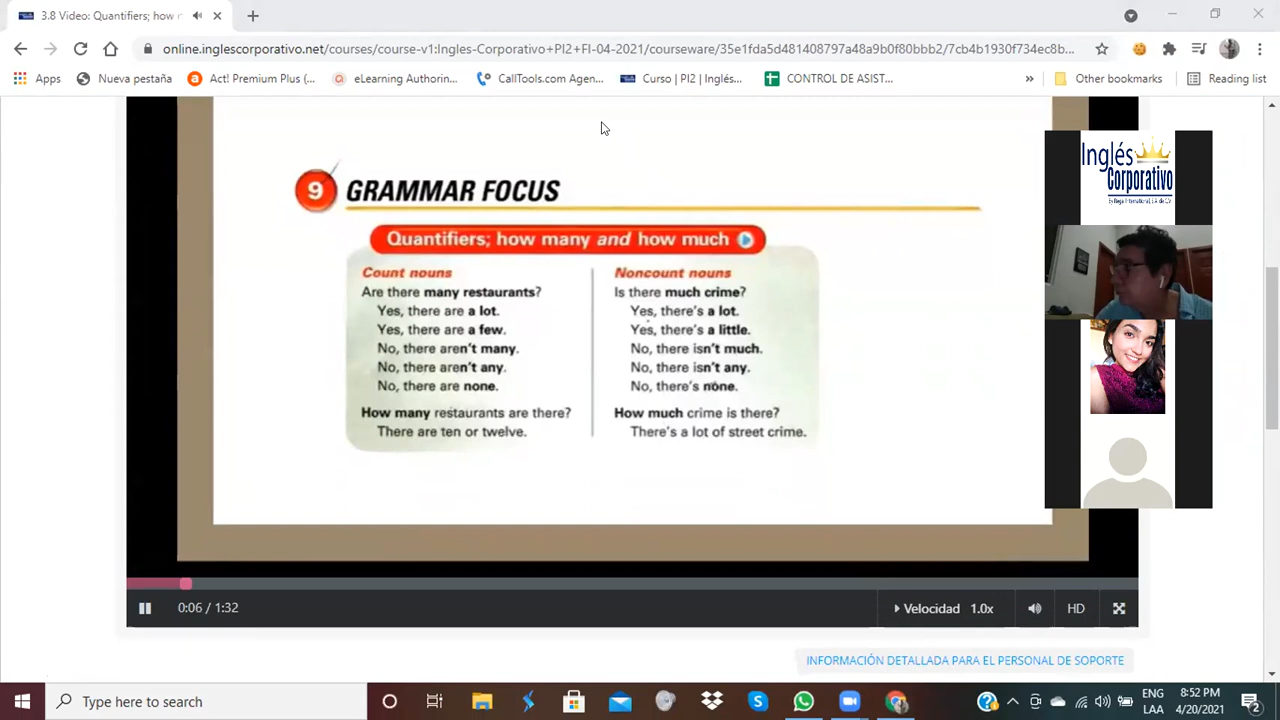 3.8 Video: Quantifiers; how r
online.inglescorporativo.net/courses/course-v1:Ingles-Corporativo+PI2+FI-04-2021/courseware/35e1fda5d481408797a48a9b0f80bbb2/7cb4b1930f734ec8b...
Apps
Nueva pestaña
Act! Premium Plus (...
eLearning Authorin...
CallTools.com Agen...
Curso | PI2 | Inglés...
CONTROL DE ASIST...
»
Other bookmarks
Reading list
9 GRAMMAR FOCUS
Quantifiers; how many and how much
Count nouns
Are there many restaurants?
Yes, there are a lot.
Yes, there are a few.
No, there aren't many.
No, there aren't any.
No, there are none.
How many restaurants are there?
There are ten or twelve.
Noncount nouns
Is there much crime?
Yes, there's a lot.
Yes, there's a little.
No, there isn't much.
No, there isn't any.
No, there's none.
How much crime is there?
There's a lot of street crime.
Inglés
Corporativo
0:06 / 1:32
Velocidad 1.0x
HD
INFORMACIÓN DETALLADA PARA EL PERSONAL DE SOPORTE
Type here to search
ENG
LAA
8:52 PM
4/20/2021
2